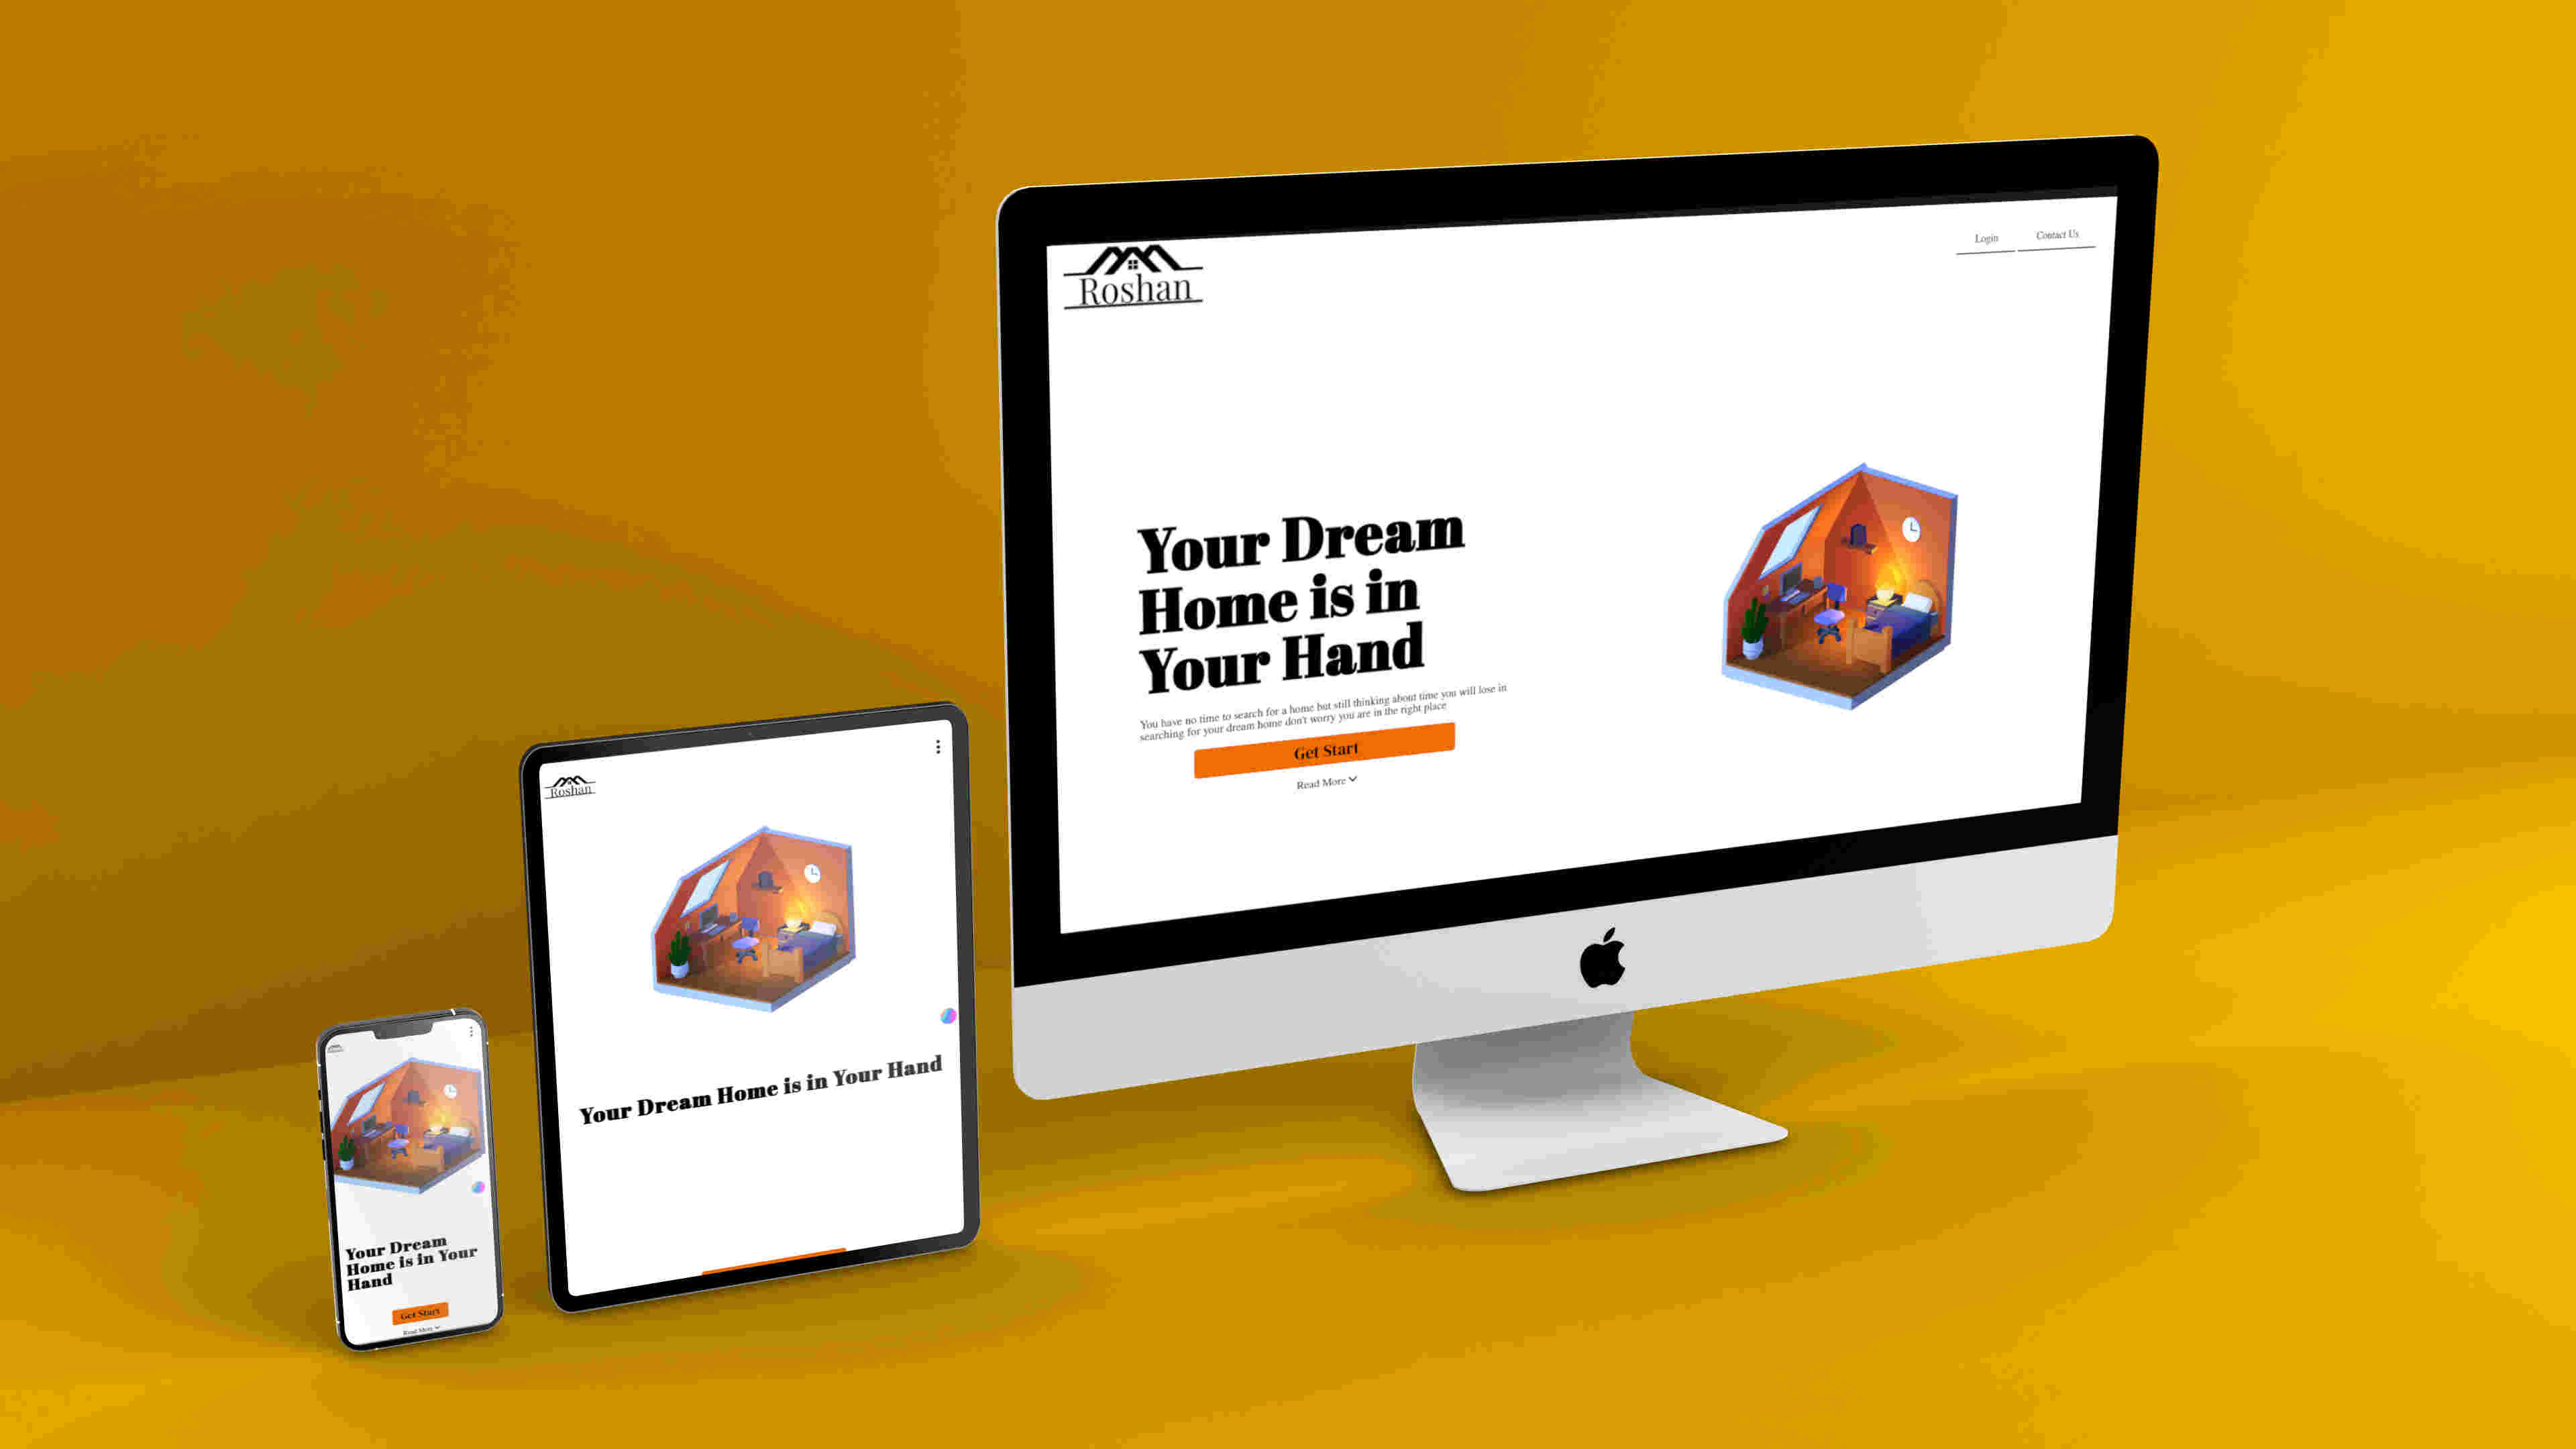 Roshan
Login
Contact Us
Your Dream
Home is in
Your Hand
You have no time to search for a home but still thinking about time you will lose in
searching for your dream home don't worry you are in the right place
Get Start
Read More
Roshan
Your Dream Home is in Your Hand
Your Dream
Home is in Your
Hand
Get Start
Read More